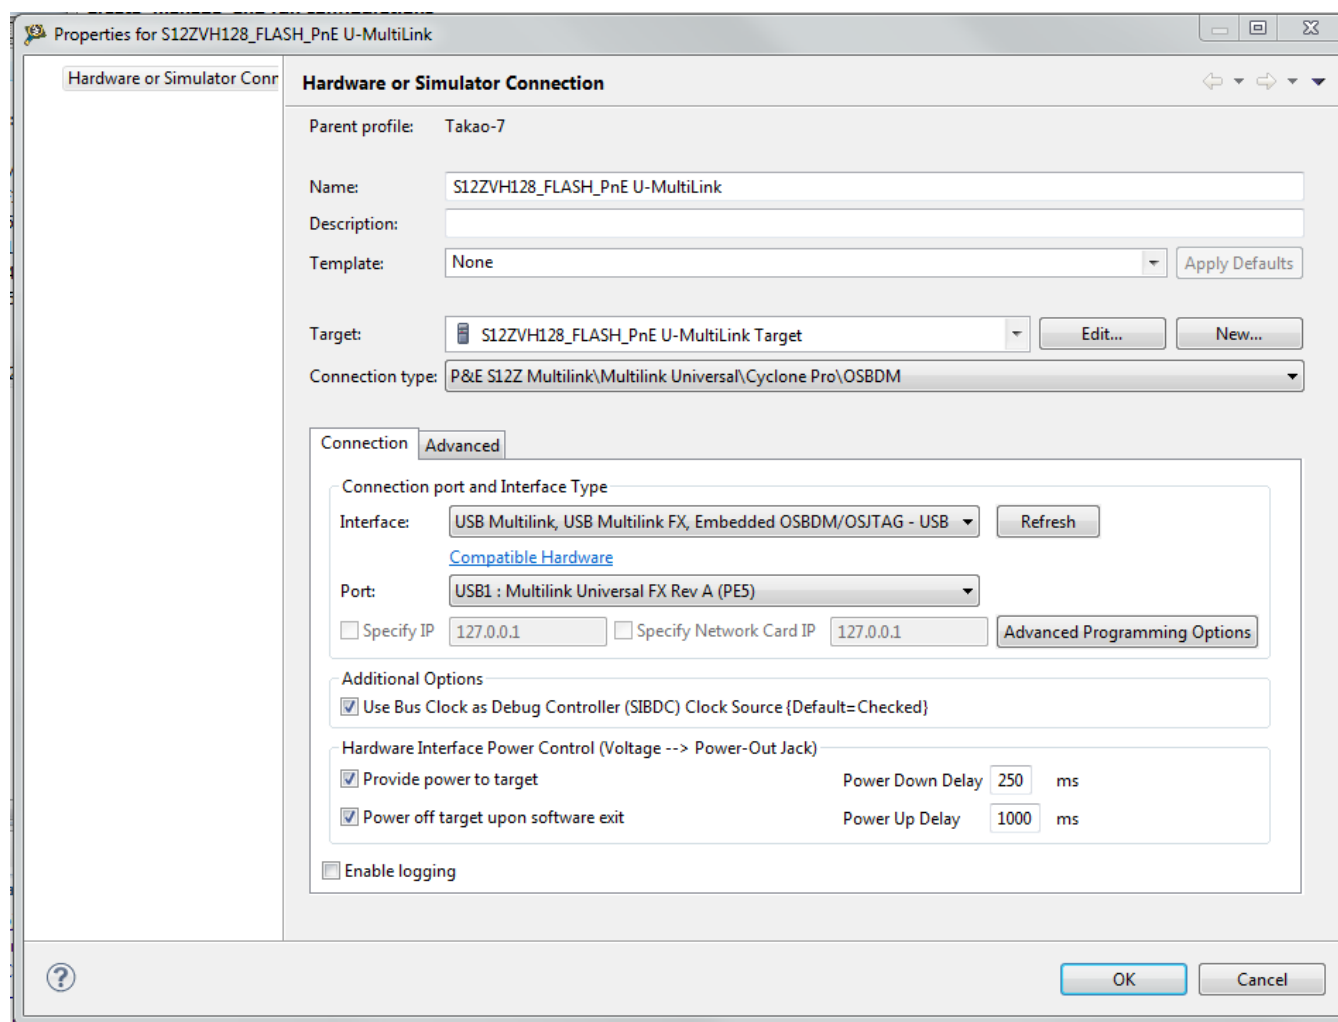 Properties for S12ZVH128_FLASH_PnE U-MultiLink
Hardware or Simulator Conn
Hardware or Simulator Connection
Parent profile: Takao-7
Name: S12ZVH128_FLASH_PnE U-MultiLink
Description:
Template: None Apply Defaults
Target: S12ZVH128_FLASH_PnE U-MultiLink Target Edit... New...
Connection type: P&E S12Z Multilink\Multilink Universal\Cyclone Pro\OSBDM
Connection Advanced
Connection port and Interface Type
Interface: USB Multilink, USB Multilink FX, Embedded OSBDM/OSJTAG - USB Refresh
Compatible Hardware
Port: USB1 : Multilink Universal FX Rev A (PE5)
Specify IP 127.0.0.1 Specify Network Card IP 127.0.0.1 Advanced Programming Options
Additional Options
Use Bus Clock as Debug Controller (SIBDC) Clock Source {Default=Checked}
Hardware Interface Power Control (Voltage --> Power-Out Jack)
Provide power to target Power Down Delay 250 ms
Power off target upon software exit Power Up Delay 1000 ms
Enable logging
OK Cancel